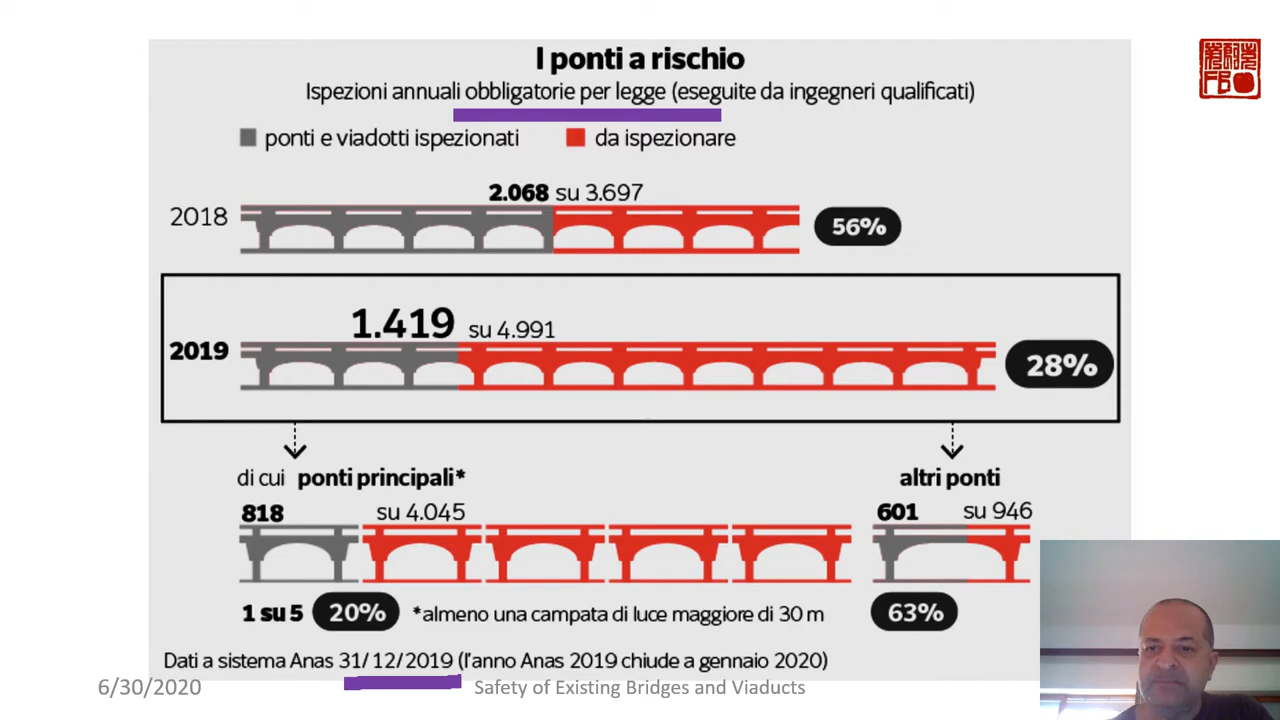 I ponti a rischio
Ispezioni annuali obbligatorie per legge (eseguite da ingegneri qualificati)
ponti e viadotti ispezionati da ispezionare
2.068 su 3.697
2018 56%
1.419 su 4.991
2019 28%
di cui ponti principali* altri ponti
818 su 4.045 601 su 946
1 su 5 20% *almeno una campata di luce maggiore di 30 m 63%
Dati a sistema Anas 31/12/2019 (l'anno Anas 2019 chiude a gennaio 2020)
6/30/2020 Safety of Existing Bridges and Viaducts
FB